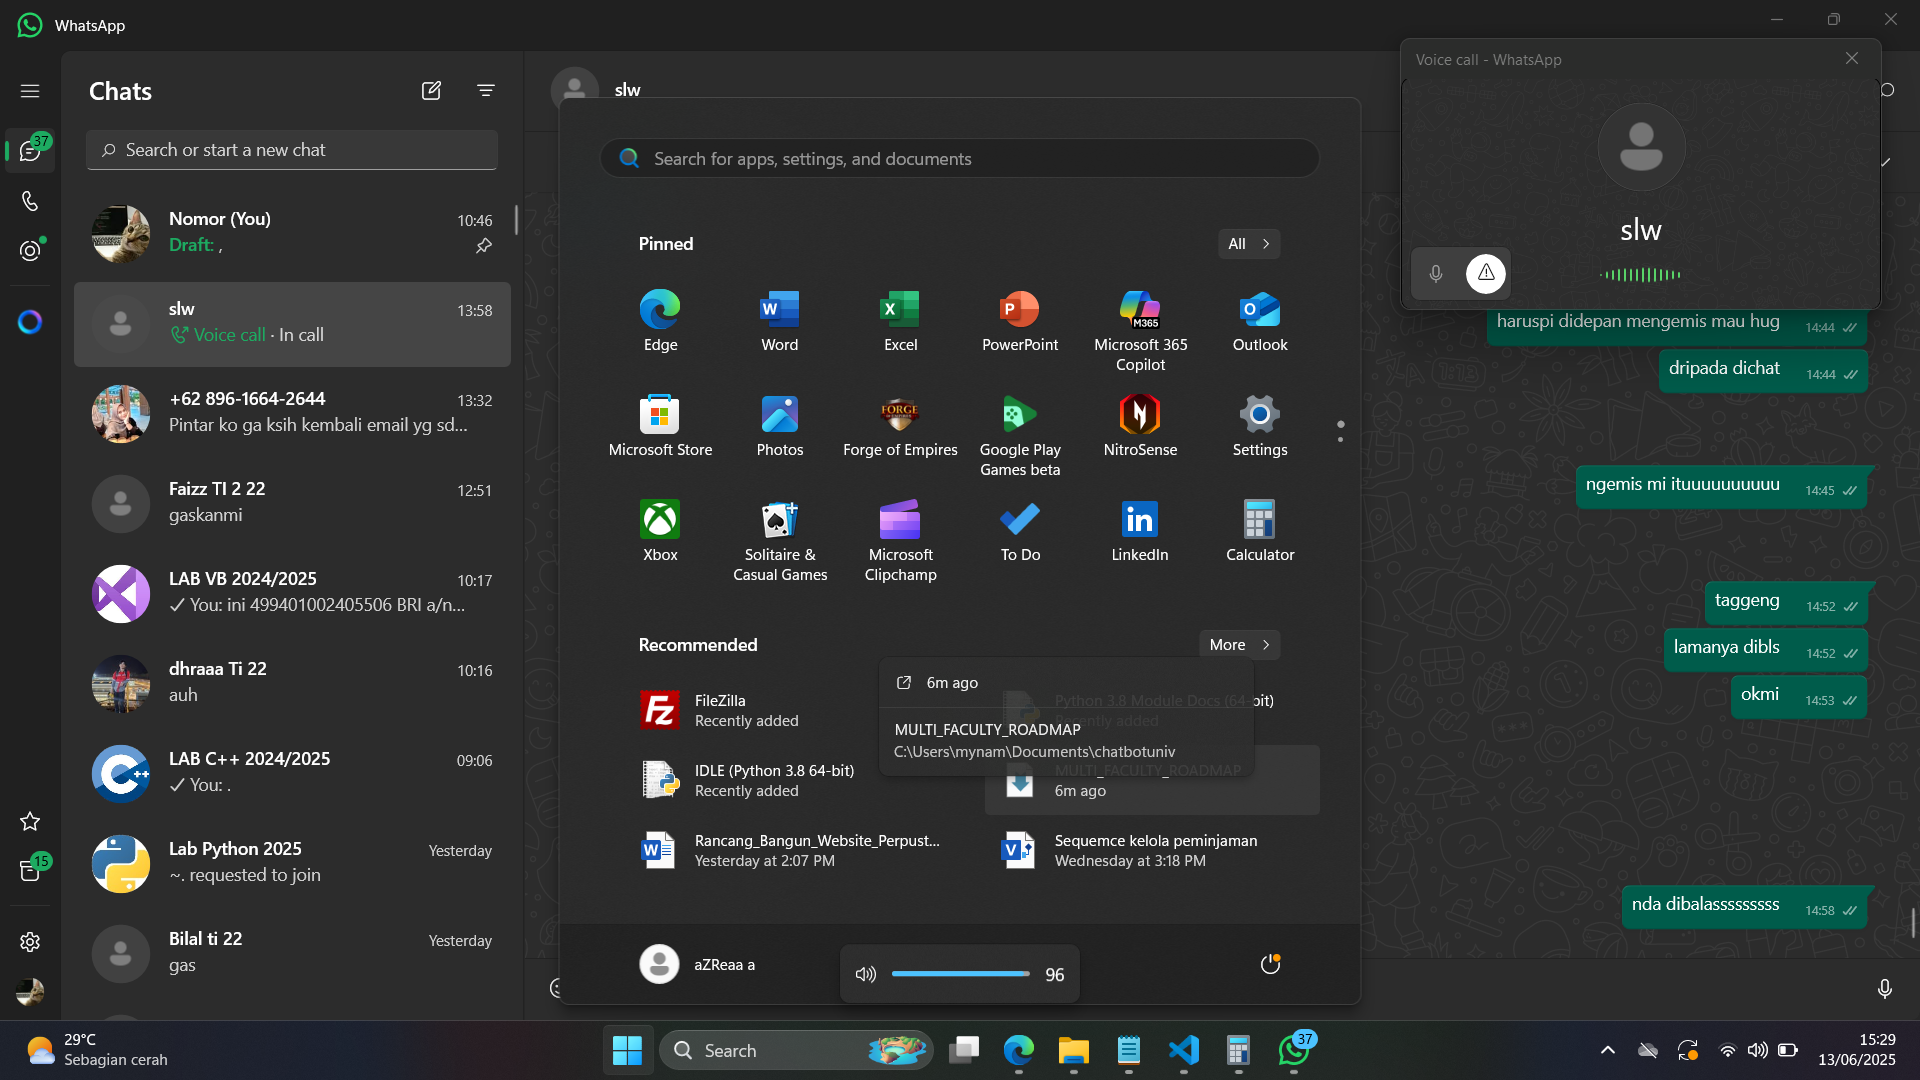 WhatsApp
Chats
Search or start a new chat
37
Nomor (You)
10:46
Draft: ,
slw
13:58
Voice call · In call
+62 896-1664-2644
13:32
Pintar ko ga ksih kembali email yg sd...
Faizz TI 2 22
12:51
gaskanmi
LAB VB 2024/2025
10:17
You: ini 499401002405506 BRI a/n...
dhraaa Ti 22
10:16
auh
LAB C++ 2024/2025
09:06
You: .
Lab Python 2025
Yesterday
~. requested to join
15
Bilal ti 22
Yesterday
gas
slw
Search for apps, settings, and documents
Pinned
All
Edge
Word
Excel
PowerPoint
M365
Microsoft 365
Copilot
Outlook
Microsoft Store
Photos
FORGE
Forge of Empires
Google Play
Games beta
NitroSense
Settings
Xbox
Solitaire &
Casual Games
Microsoft
Clipchamp
To Do
LinkedIn
Calculator
Recommended
More
FileZilla
Recently added
6m ago
MULTI_FACULTY_ROADMAP
C:\Users\mynam\Documents\chatbotuniv
Python 3.8 Module Docs (64-bit)
Recently added
IDLE (Python 3.8 64-bit)
Recently added
MULTI_FACULTY_ROADMAP
6m ago
Rancang_Bangun_Website_Perpust...
Yesterday at 2:07 PM
Sequemce kelola peminjaman
Wednesday at 3:18 PM
aZReaa a
96
Voice call - WhatsApp
slw
haruspi didepan mengemis mau hug
14:44
dripada dichat
14:44
ngemis mi ituuuuuuuuuu
14:45
taggeng
14:52
lamanya dibls
14:52
okmi
14:53
nda dibalasssssssss
14:58
29°C
Sebagian cerah
Search
37
15:29
13/06/2025